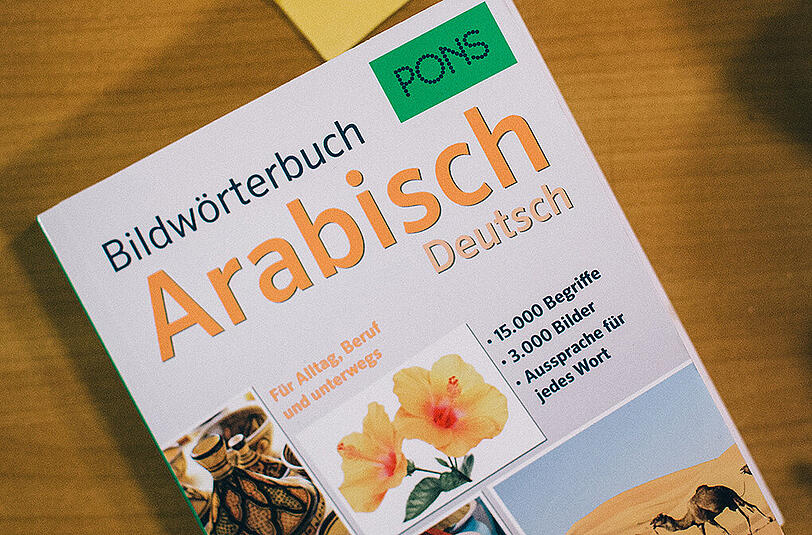 PONS
Bildwörterbuch
Arabisch
Deutsch
Für Alltag, Beruf
und unterwegs
· 15.000 Begriffe
· 3.000 Bilder
· Aussprache für
jedes Wort